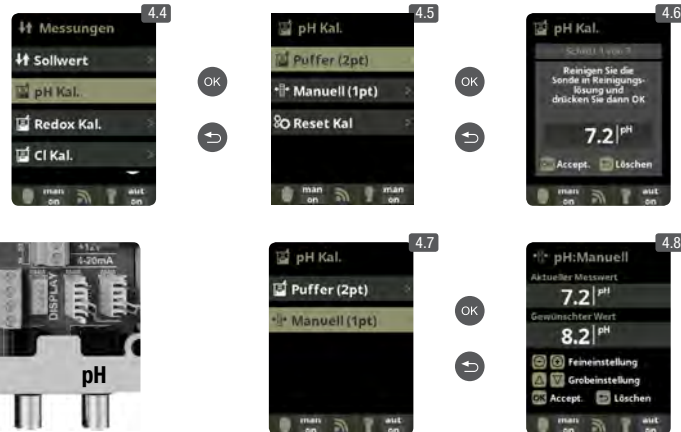 4.4
Messungen
Sollwert
pH Kal.
Redox Kal.
Cl Kal.
man on
aut on
OK
4.5
pH Kal.
Puffer (2pt)
Manuell (1pt)
Reset Kal
man on
man on
OK
4.6
pH Kal.
Schritt 1 von 7
Reinigen Sie die
Sonde in Reinigungs-
lösung und
drücken Sie dann OK
7.2 pH
OK Accept. Löschen
man on
aut on
+12v
4-20mA
DISPLAY
pH
4.7
pH Kal.
Puffer (2pt)
Manuell (1pt)
man on
aut on
OK
4.8
pH:Manuell
Aktueller Messwert
7.2 pH
Gewünschter Wert
8.2 pH
Feineinstellung
Grobeinstellung
OK Accept. Löschen
man on
aut on